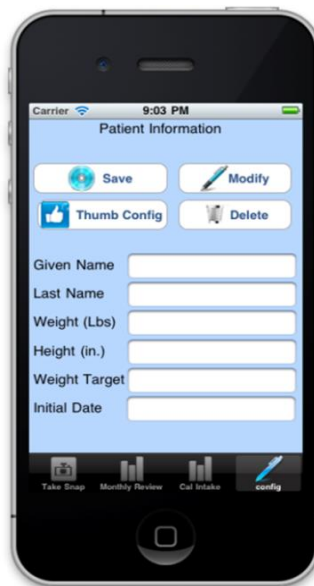 Carrier 9:03 PM
Patient Information
Save Modify
Thumb Config Delete
Given Name
Last Name
Weight (Lbs)
Height (in.)
Weight Target
Initial Date
Take Snap Monthly Review Cal Intake config